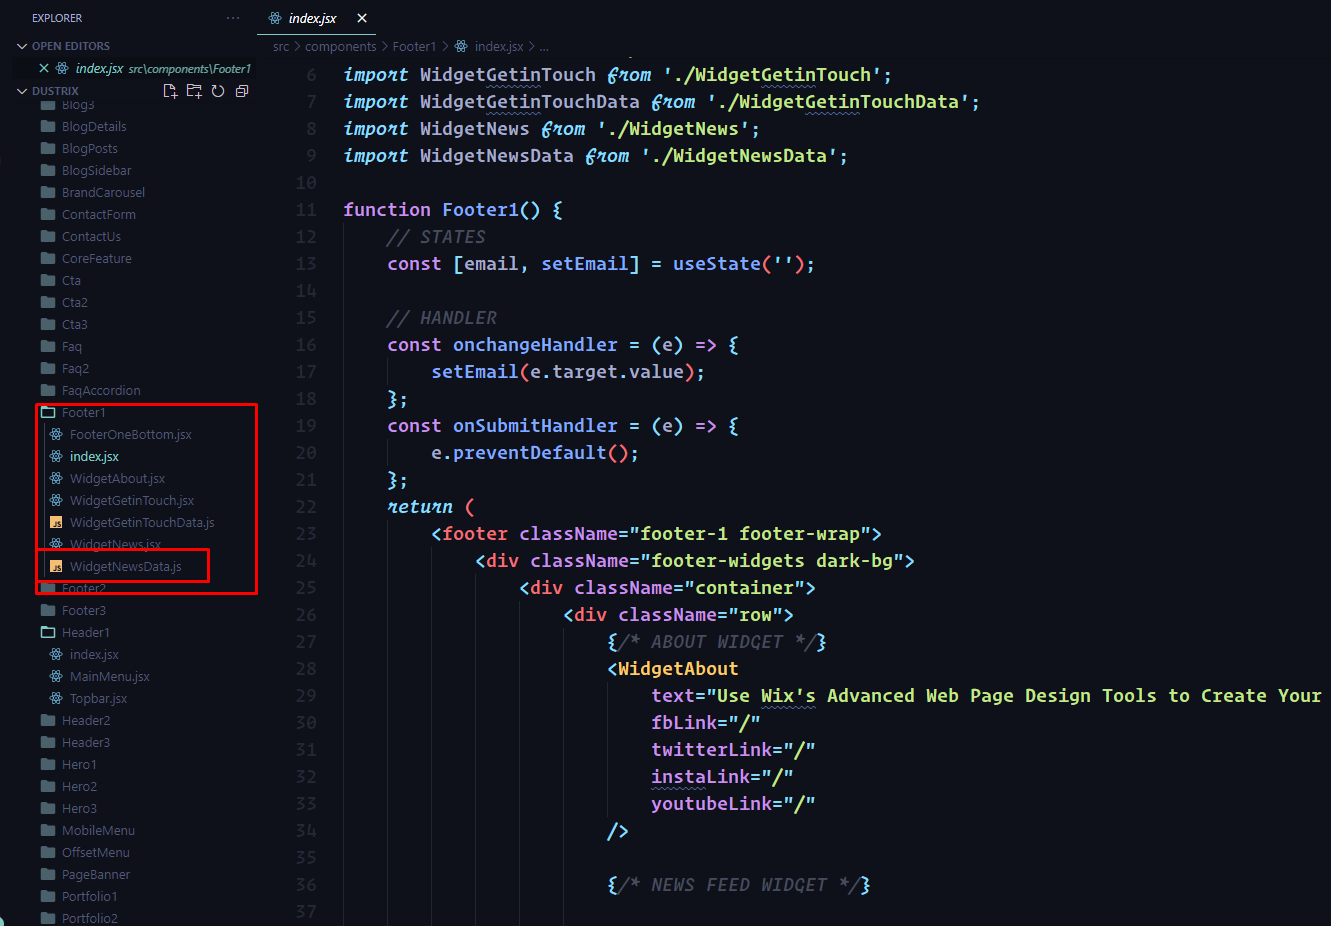 EXPLORER
···
index.jsx
OPEN EDITORS
index.jsx src\components\Footer1
DUSTRIX
Blog3
BlogDetails
BlogPosts
BlogSidebar
BrandCarousel
ContactForm
ContactUs
CoreFeature
Cta
Cta2
Cta3
Faq
Faq2
FaqAccordion
Footer1
FooterOneBottom.jsx
index.jsx
WidgetAbout.jsx
WidgetGetinTouch.jsx
JS WidgetGetinTouchData.js
WidgetNews.jsx
JS WidgetNewsData.js
Footer2
Footer3
Header1
index.jsx
MainMenu.jsx
Topbar.jsx
Header2
Header3
Hero1
Hero2
Hero3
MobileMenu
OffsetMenu
PageBanner
Portfolio1
Portfolio2
src > components > Footer1 > index.jsx > ...
6 import WidgetGetinTouch from './WidgetGetinTouch';
7 import WidgetGetinTouchData from './WidgetGetinTouchData';
8 import WidgetNews from './WidgetNews';
9 import WidgetNewsData from './WidgetNewsData';
10
11 function Footer1() {
12 // STATES
13 const [email, setEmail] = useState('');
14
15 // HANDLER
16 const onchangeHandler = (e) => {
17 setEmail(e.target.value);
18 };
19 const onSubmitHandler = (e) => {
20 e.preventDefault();
21 };
22 return (
23 <footer className="footer-1 footer-wrap">
24 <div className="footer-widgets dark-bg">
25 <div className="container">
26 <div className="row">
27 {/* ABOUT WIDGET */}
28 <WidgetAbout
29 text="Use Wix's Advanced Web Page Design Tools to Create Your
30 fbLink="/"
31 twitterLink="/"
32 instaLink="/"
33 youtubeLink="/"
34 />
35
36 {/* NEWS FEED WIDGET */}
37